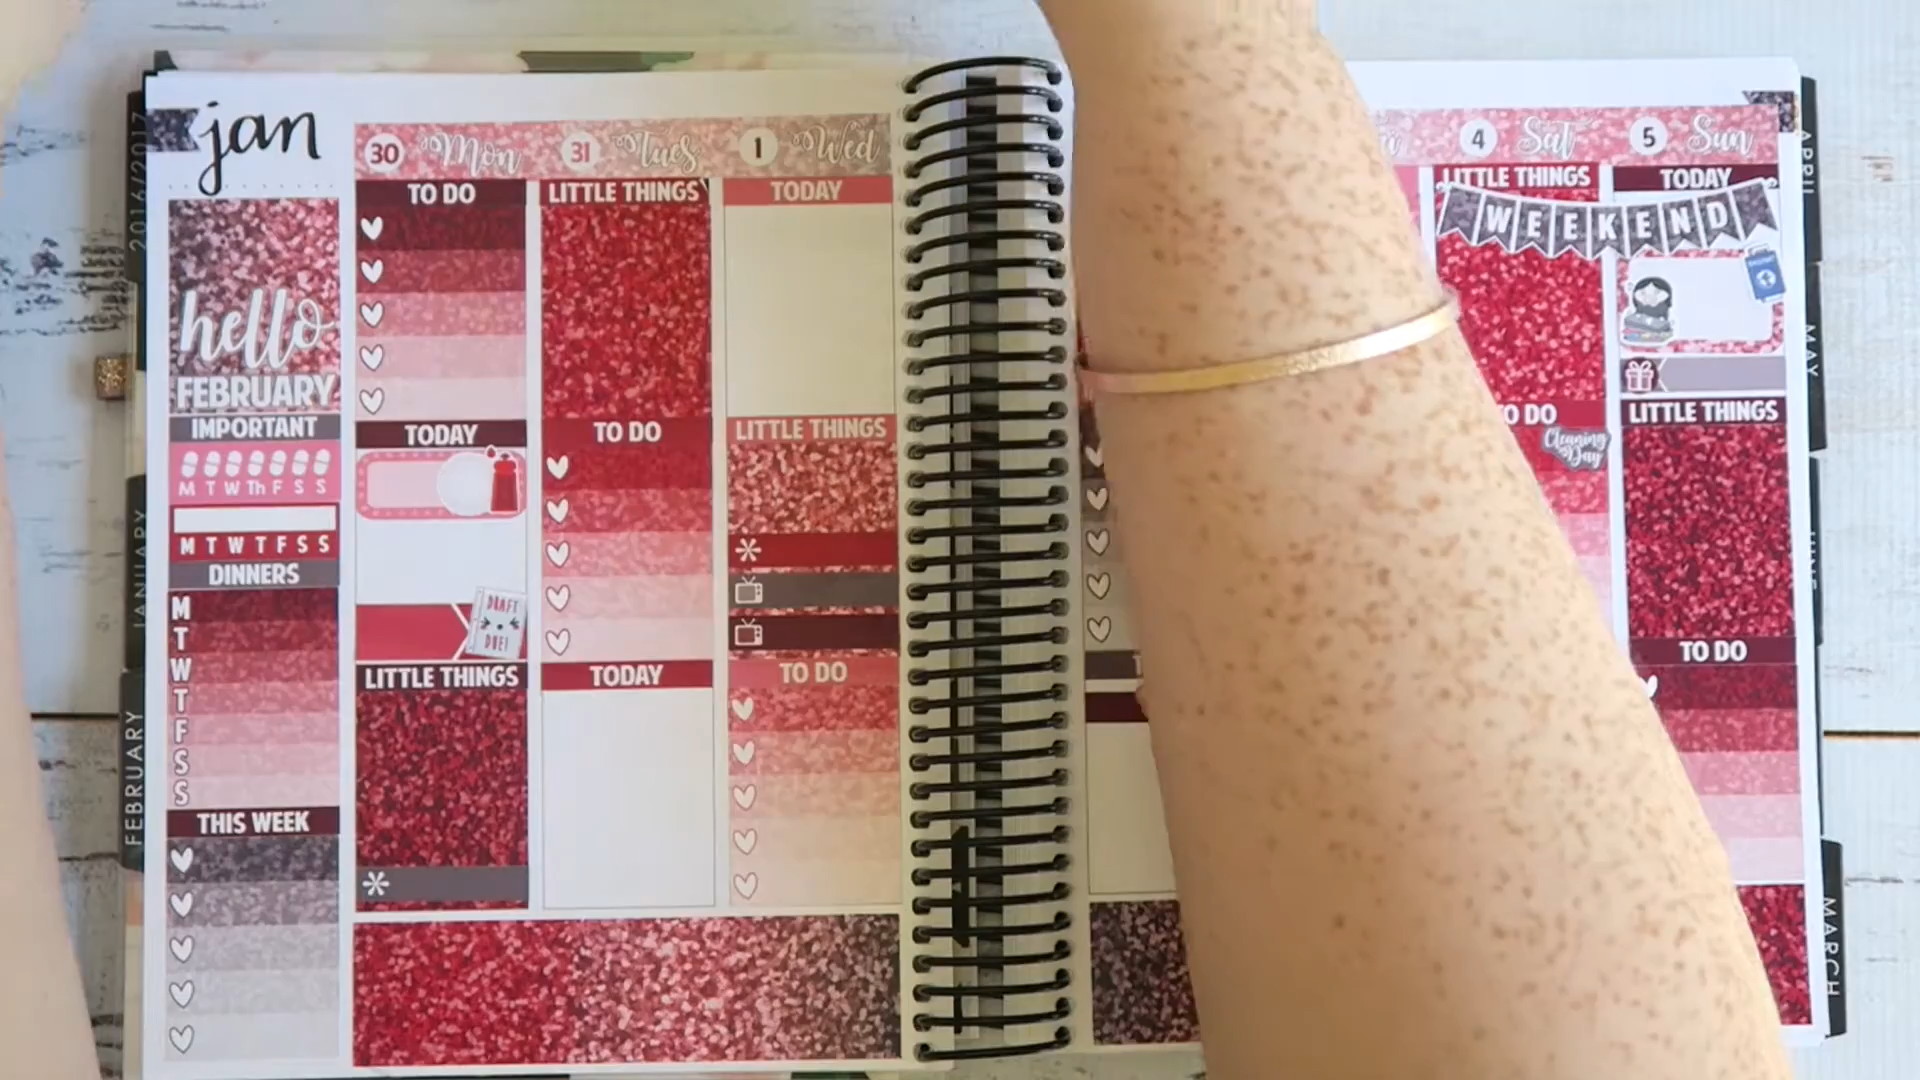 jan
hello
FEBRUARY
IMPORTANT
M T W Th F S S
M T W T F S S
DINNERS
M
T
W
T
F
S
S
THIS WEEK
30 Mon
TO DO
TODAY
DRAFT
DUE!
LITTLE THINGS
31 Tues
LITTLE THINGS
TO DO
TODAY
1 Wed
TODAY
LITTLE THINGS
TO DO
4 Sat
LITTLE THINGS
WEEKEND
O DO
Cleaning
Day
5 Sun
TODAY
LITTLE THINGS
TO DO
2016/2017
JANUARY
FEBRUARY
APRIL
MAY
MARCH